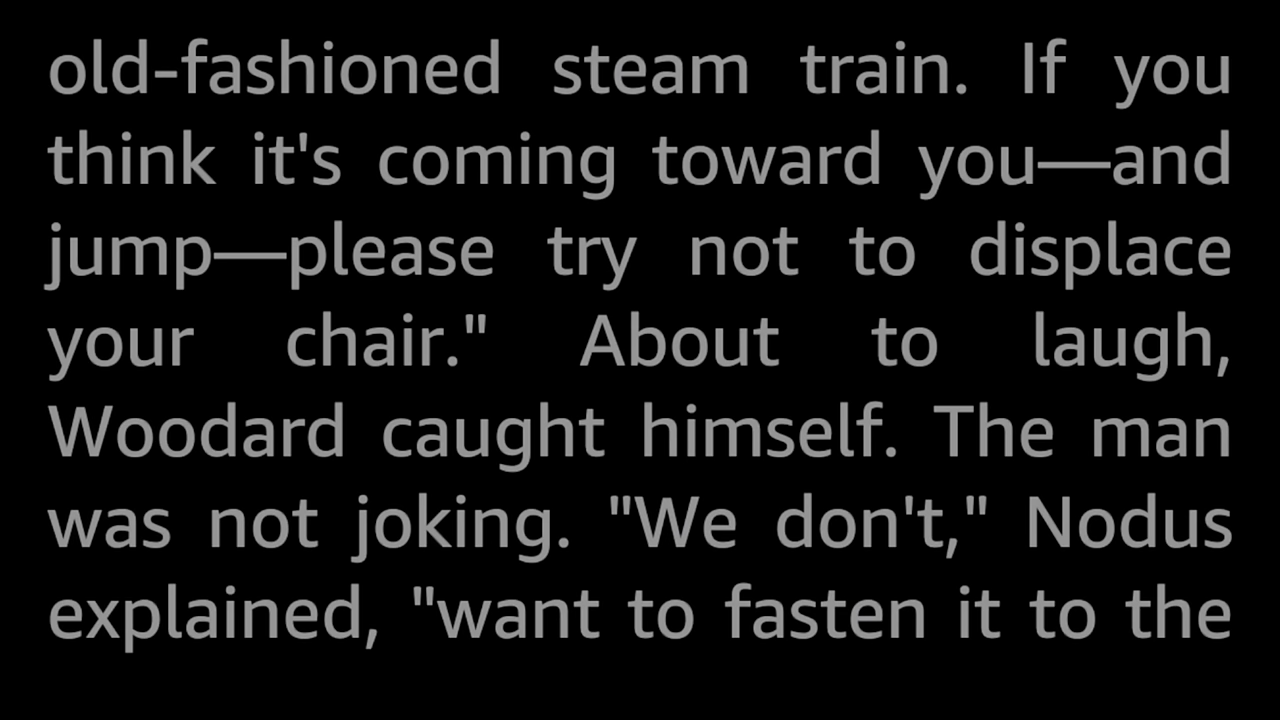 old-fashioned steam train. If you
think it's coming toward you—and
jump—please try not to displace
your chair." About to laugh,
Woodard caught himself. The man
was not joking. "We don't," Nodus
explained, "want to fasten it to the